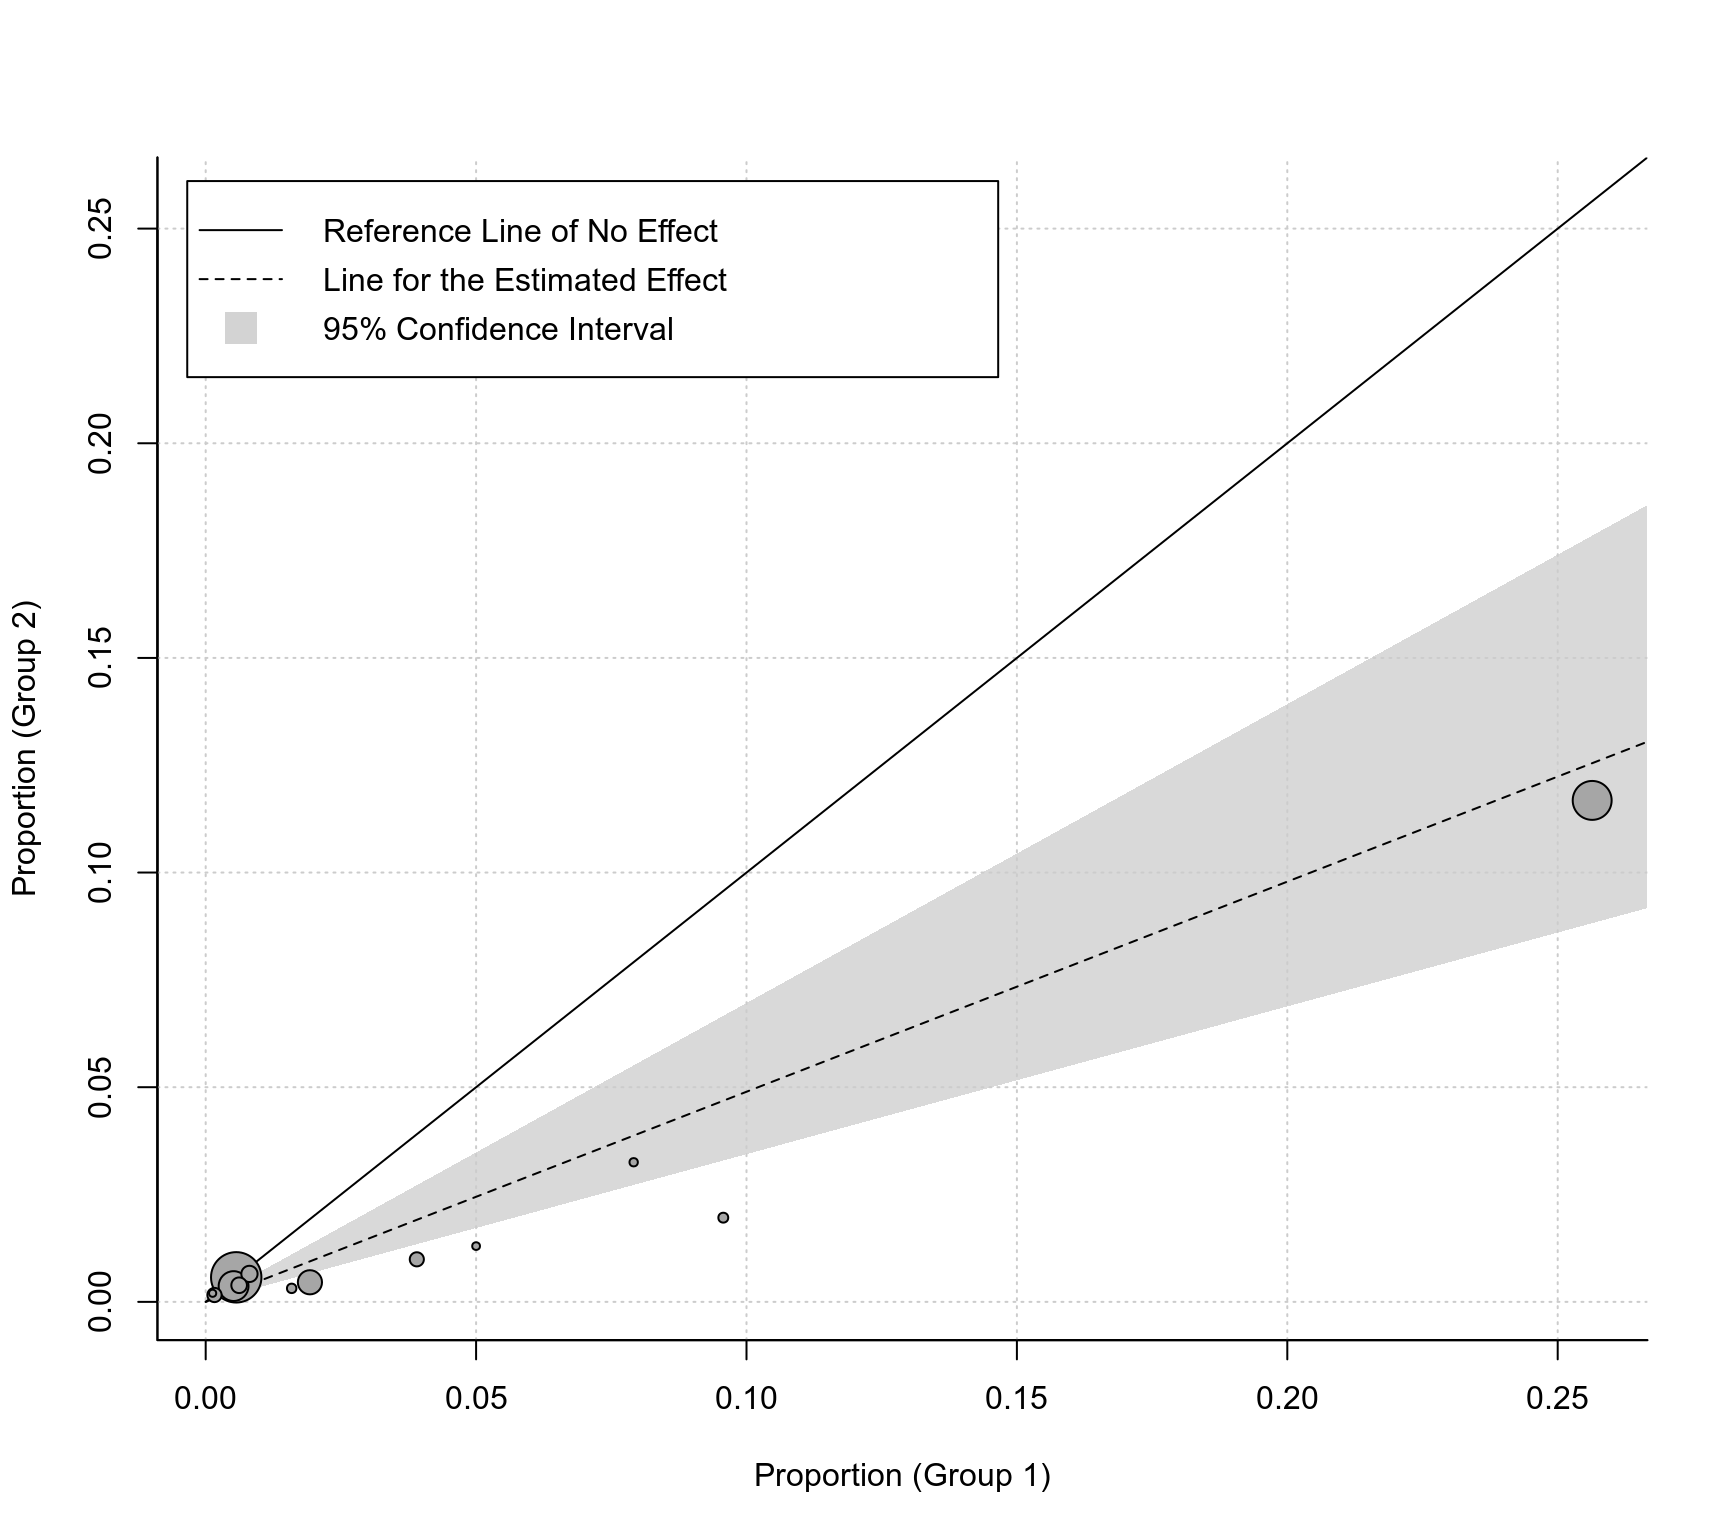 Reference Line of No Effect
Line for the Estimated Effect
95% Confidence Interval
0.25
0.20
0.15
0.10
0.05
0.00
Proportion (Group 2)
0.00 0.05 0.10 0.15 0.20 0.25
Proportion (Group 1)